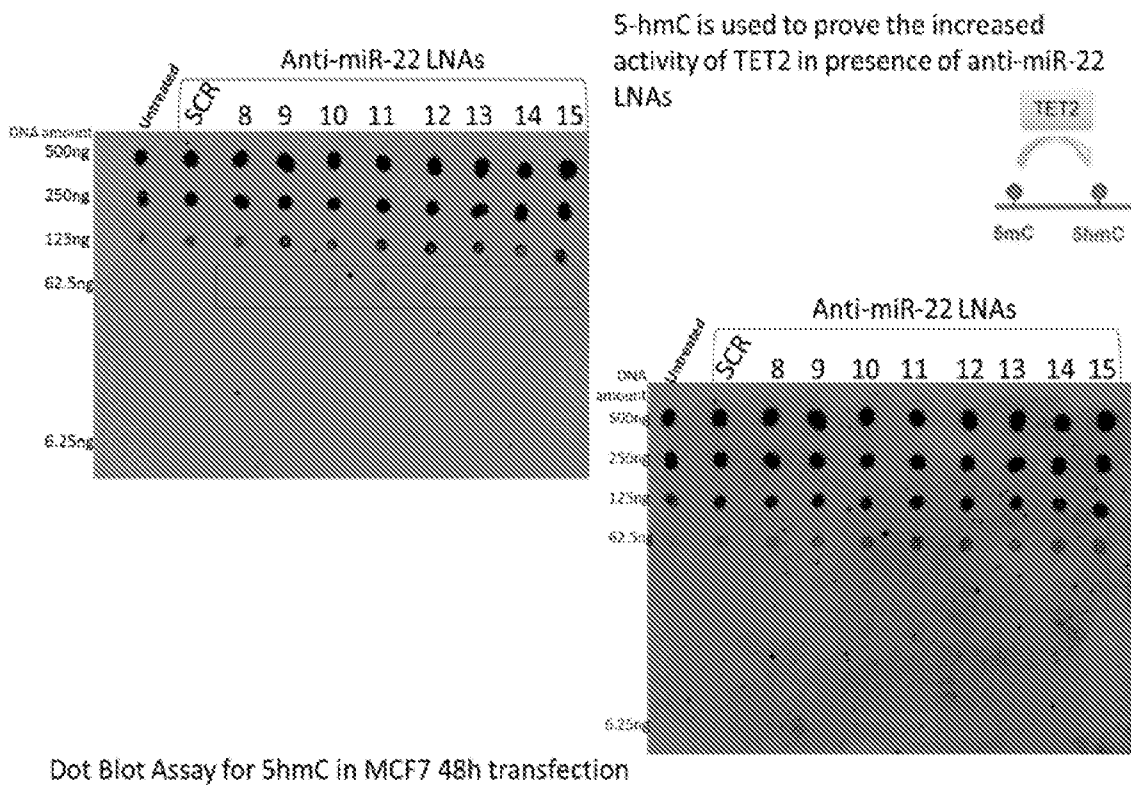 5-hmC is used to prove the increased
activity of TET2 in presence of anti-miR-22
LNAs
TET2
5mC 5hmC
Anti-miR-22 LNAs
Untreated SCR 8 9 10 11 12 13 14 15
DNA amount
500ng
250ng
125ng
62.5ng
6.25ng
Anti-miR-22 LNAs
Untreated SCR 8 9 10 11 12 13 14 15
DNA
amount
500ng
250ng
125ng
62.5ng
6.25ng
Dot Blot Assay for 5hmC in MCF7 48h transfection